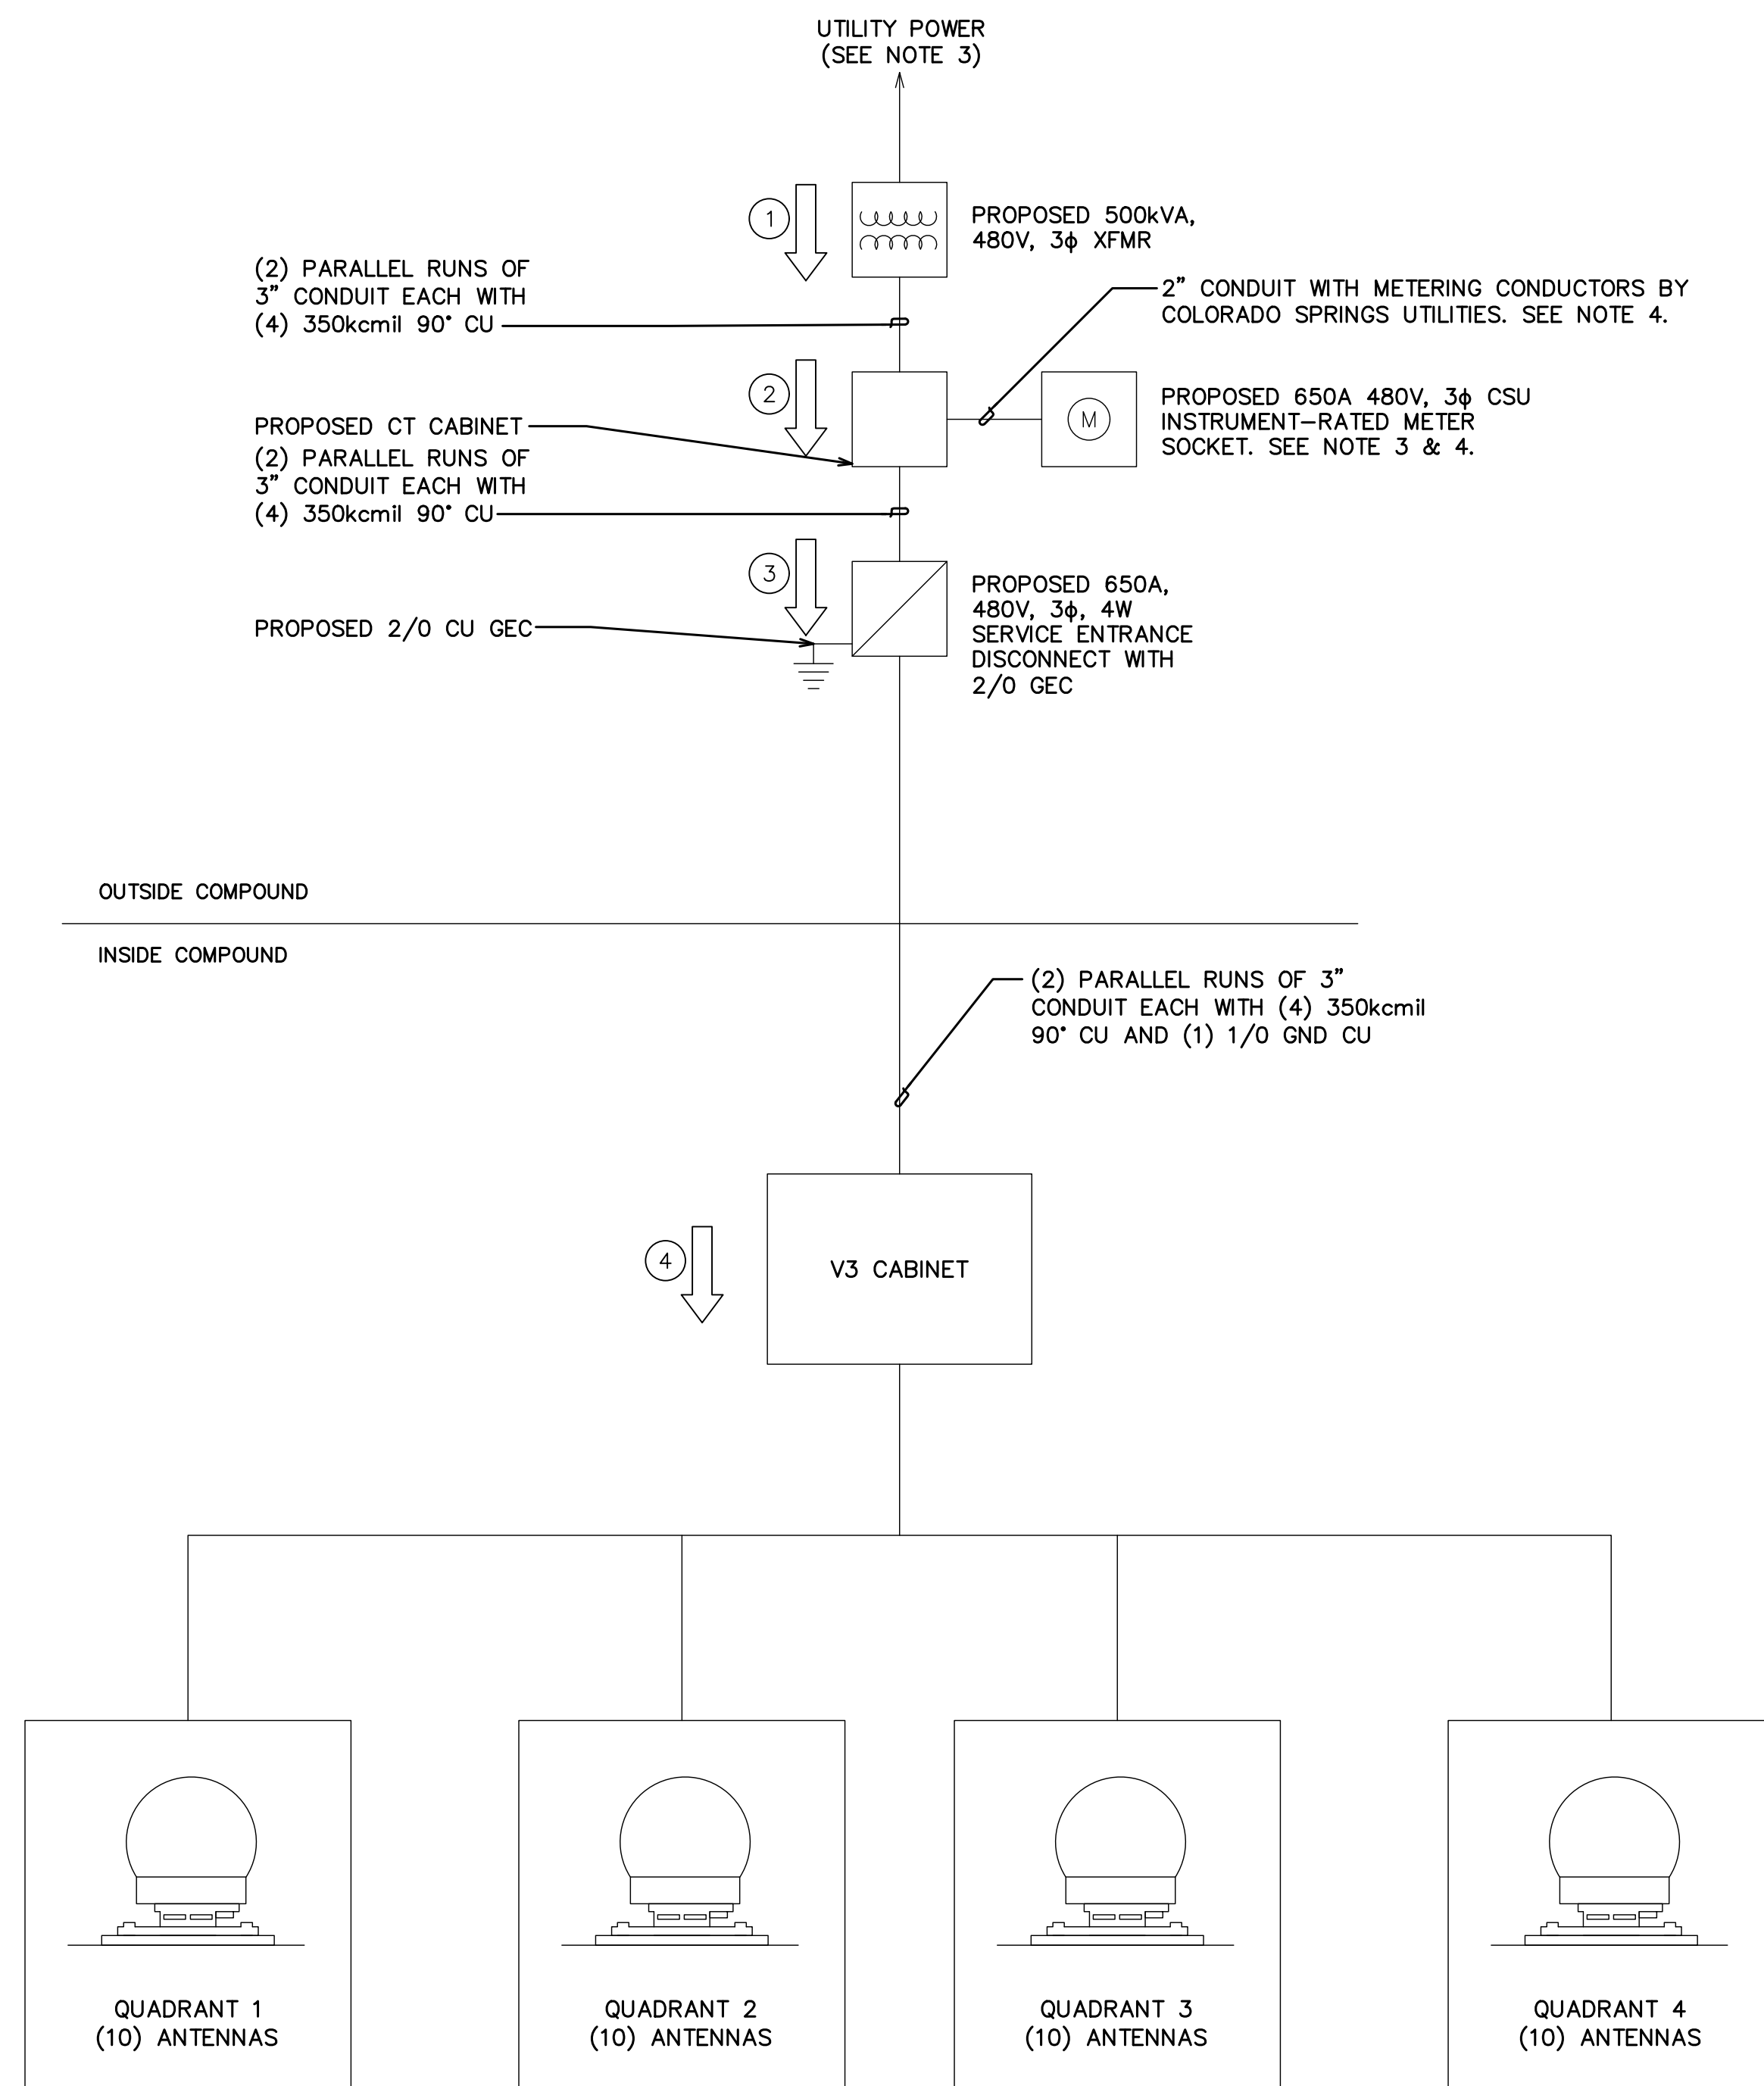 UTILITY POWER
(SEE NOTE 3)
1
PROPOSED 500kVA,
480V, 3ϕ XFMR
(2) PARALLEL RUNS OF
3" CONDUIT EACH WITH
(4) 350kcmil 90° CU
2" CONDUIT WITH METERING CONDUCTORS BY
COLORADO SPRINGS UTILITIES. SEE NOTE 4.
2
M
PROPOSED 650A 480V, 3ϕ CSU
INSTRUMENT-RATED METER
SOCKET. SEE NOTE 3 & 4.
PROPOSED CT CABINET
(2) PARALLEL RUNS OF
3" CONDUIT EACH WITH
(4) 350kcmil 90° CU
3
PROPOSED 650A,
480V, 3ϕ, 4W
SERVICE ENTRANCE
DISCONNECT WITH
2/0 GEC
PROPOSED 2/0 CU GEC
OUTSIDE COMPOUND
INSIDE COMPOUND
(2) PARALLEL RUNS OF 3"
CONDUIT EACH WITH (4) 350kcmil
90° CU AND (1) 1/0 GND CU
4
V3 CABINET
QUADRANT 1
(10) ANTENNAS
QUADRANT 2
(10) ANTENNAS
QUADRANT 3
(10) ANTENNAS
QUADRANT 4
(10) ANTENNAS